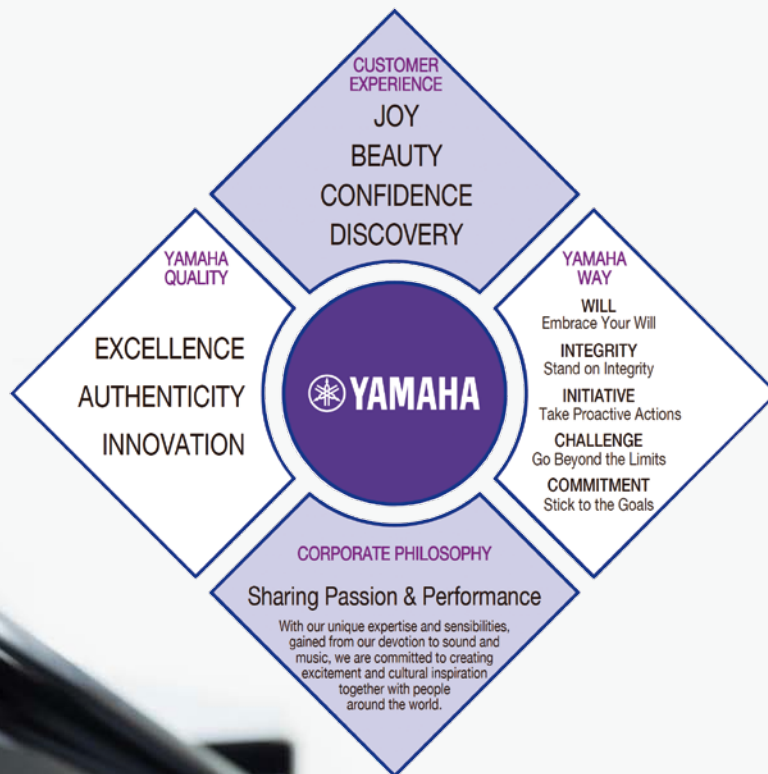 CUSTOMER
EXPERIENCE
JOY
BEAUTY
CONFIDENCE
DISCOVERY
YAMAHA
QUALITY
EXCELLENCE
AUTHENTICITY
INNOVATION
YAMAHA
YAMAHA
WAY
WILL
Embrace Your Will
INTEGRITY
Stand on Integrity
INITIATIVE
Take Proactive Actions
CHALLENGE
Go Beyond the Limits
COMMITMENT
Stick to the Goals
CORPORATE PHILOSOPHY
Sharing Passion & Performance
With our unique expertise and sensibilities,
gained from our devotion to sound and
music, we are committed to creating
excitement and cultural inspiration
together with people
around the world.